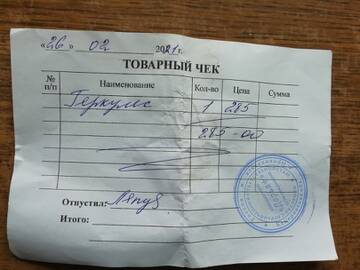 «26» 02 2021г.
ТОВАРНЫЙ ЧЕК
№ п/п Наименование Кол-во Цена Сумма
Геркулес 1 285
285-00
Отпустил:
Итого: